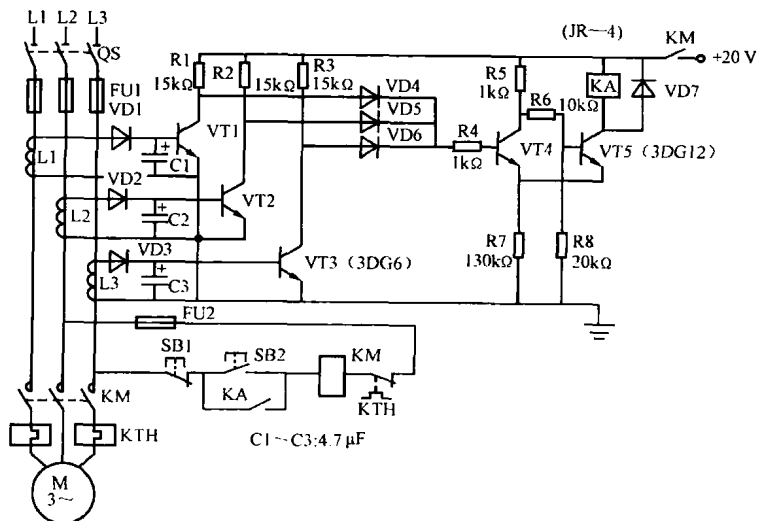 L1 L2 L3
QS
FU1
VD1
L1
C1
+
VD2
L2
C2
+
VD3
L3
C3
+
R1
15kΩ
R2
15kΩ
R3
15kΩ
VT1
VT2
VT3 (3DG6)
VD4
VD5
VD6
R4
1kΩ
R5
1kΩ
R6
10kΩ
(JR—4)
KA
KM
+20 V
VD7
VT4
VT5 (3DG12)
R7
130kΩ
R8
20kΩ
FU2
SB1
SB2
KA
KM
KTH
KM
KTH
M
3~
C1~C3:4.7μF